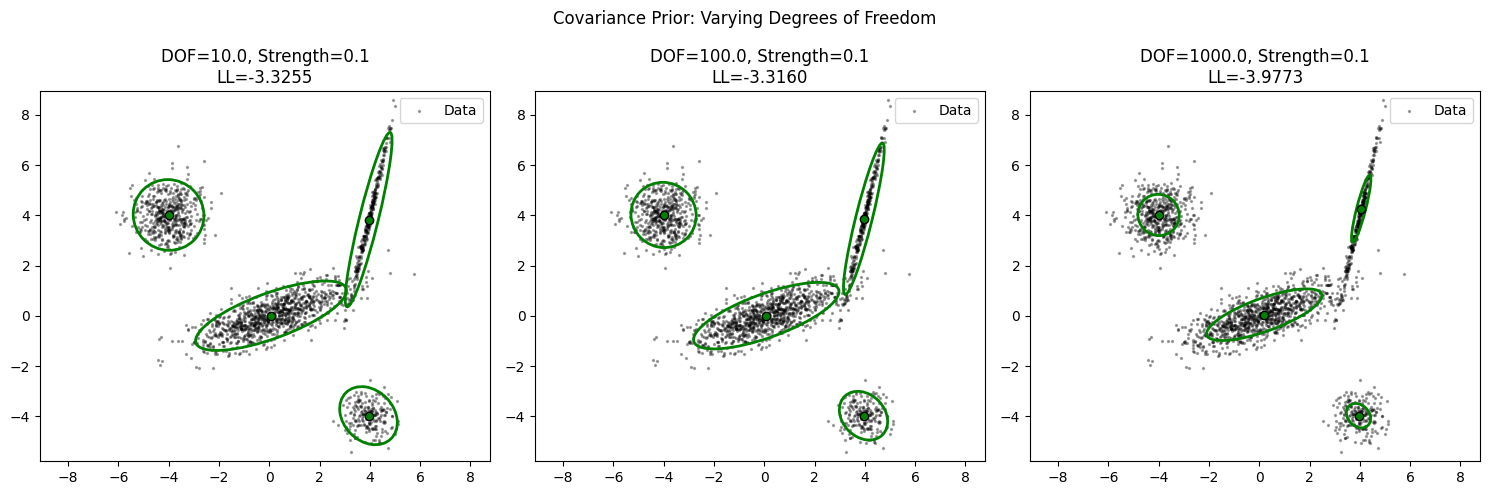 Covariance Prior: Varying Degrees of Freedom
DOF=10.0, Strength=0.1
LL=-3.3255
Data
8
6
4
2
0
−2
−4
−8 −6 −4 −2 0 2 4 6 8
DOF=100.0, Strength=0.1
LL=-3.3160
Data
8
6
4
2
0
−2
−4
−8 −6 −4 −2 0 2 4 6 8
DOF=1000.0, Strength=0.1
LL=-3.9773
Data
8
6
4
2
0
−2
−4
−8 −6 −4 −2 0 2 4 6 8